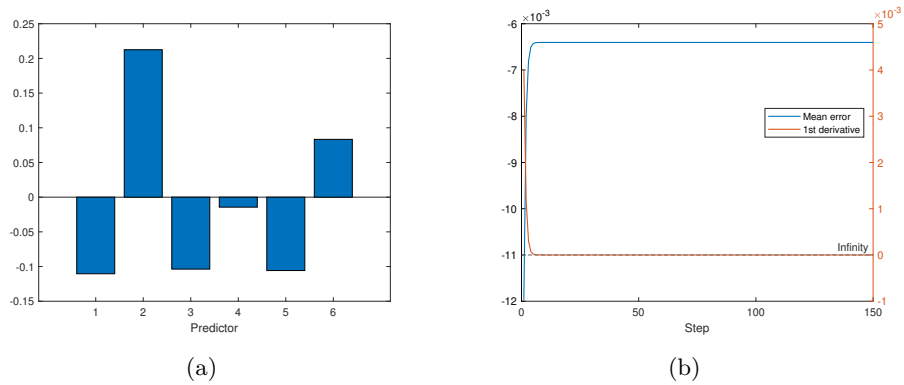 0.25
0.2
0.15
0.1
0.05
0
-0.05
-0.1
-0.15
1 2 3 4 5 6
Predictor
(a)
×10⁻³
-6
-7
-8
-9
-10
-11
-12
×10⁻³
5
4
3
2
1
0
-1
Mean error
1st derivative
Infinity
0 50 100 150
Step
(b)